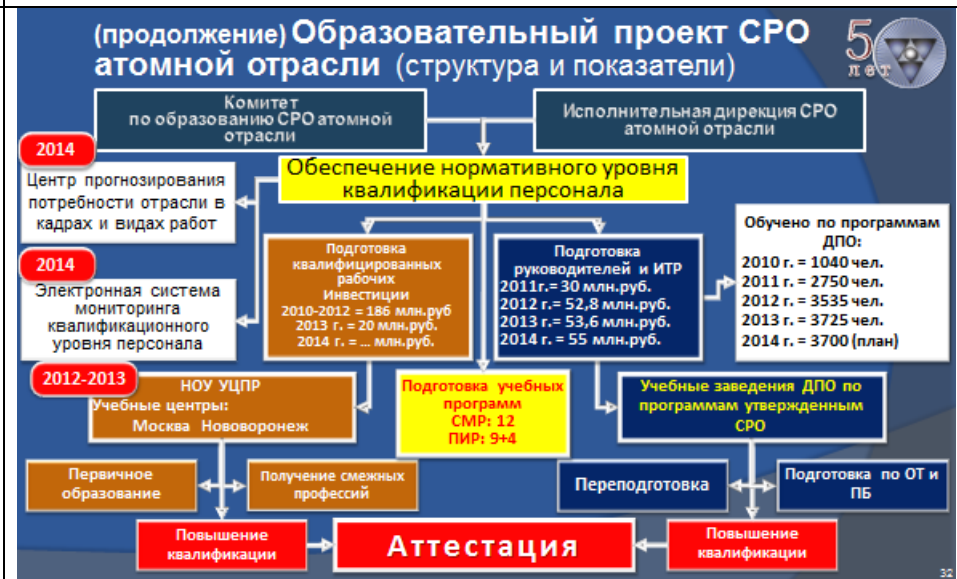 (продолжение) Образовательный проект СРО
атомной отрасли (структура и показатели)
50
лет
Комитет
по образованию СРО атомной
отрасли
Исполнительная дирекция СРО
атомной отрасли
2014
Центр прогнозирования
потребности отрасли в
кадрах и видах работ
Обеспечение нормативного уровня
квалификации персонала
2014
Электронная система
мониторинга
квалификационного
уровня персонала
Подготовка
квалифицированных
рабочих
Инвестиции
2010-2012 = 186 млн.руб
2013 г. = 20 млн.руб.
2014 г. = ... млн.руб.
Подготовка
руководителей и ИТР
2011г.= 30 млн.руб.
2012 г.= 52,8 млн.руб.
2013 г.= 53,6 млн.руб.
2014 г.= 55 млн.руб.
Обучено по программам
ДПО:
2010 г. = 1040 чел.
2011 г. = 2750 чел.
2012 г. = 3535 чел.
2013 г. = 3725 чел.
2014 г. = 3700 (план)
2012-2013
НОУ УЦПР
Учебные центры:
Москва Нововоронеж
Подготовка учебных
программ
СМР: 12
ПИР: 9+4
Учебные заведения ДПО по
программам утвержденным
СРО
Первичное
образование
Получение смежных
профессий
Переподготовка
Подготовка по ОТ и
ПБ
Повышение
квалификации
Аттестация
Повышение
квалификации
32